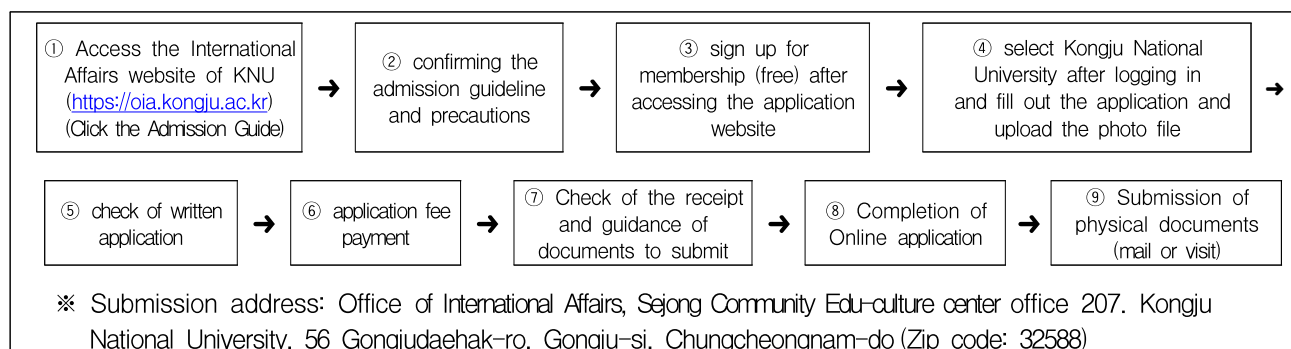 ① Access the International
Affairs website of KNU
(https://oia.kongju.ac.kr)
(Click the Admission Guide)
➜
② confirming the
admission guideline
and precautions
➜
③ sign up for
membership (free) after
accessing the application
website
➜
④ select Kongju National
University after logging in
and fill out the application and
upload the photo file
➜
⑤ check of written
application
➜
⑥ application fee
payment
➜
⑦ Check of the receipt
and guidance of
documents to submit
➜
⑧ Completion of
Online application
➜
⑨ Submission of
physical documents
(mail or visit)
※ Submission address: Office of International Affairs, Sejong Community Edu-culture center office 207. Kongju
National University, 56 Gongjudaehak-ro, Gongju-si, Chungcheongnam-do (Zip code: 32588)